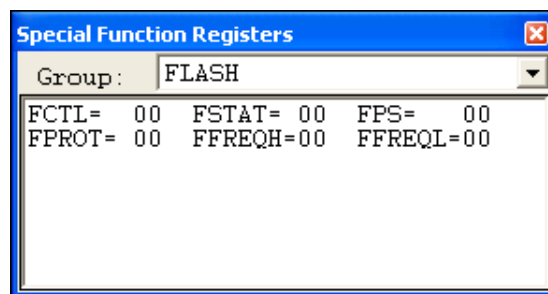 Special Function Registers
Group: FLASH
FCTL= 00 FSTAT= 00 FPS= 00
FPROT= 00 FFREQH=00 FFREQL=00